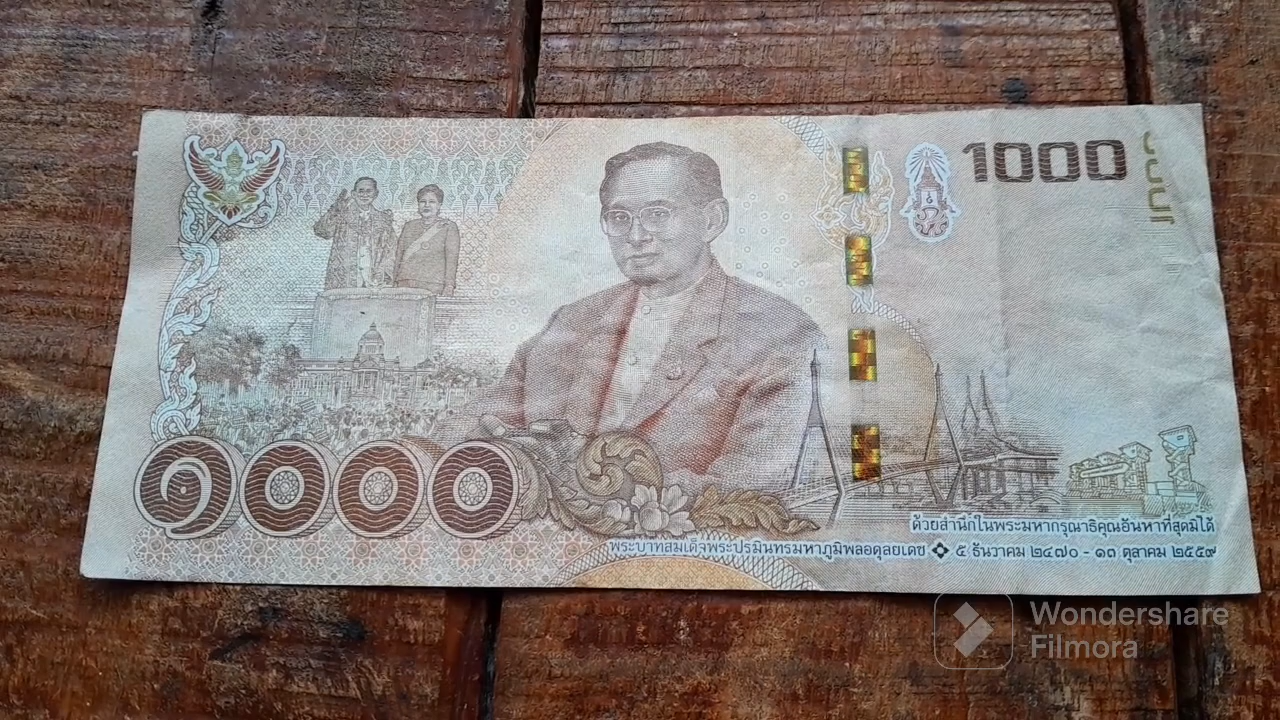 1000
๑๐๐๐
ด้วยสำนึกในพระมหากรุณาธิคุณอันหาที่สุดมิได้
พระบาทสมเด็จพระปรมินทรมหาภูมิพลอดุลยเดช ❖ ๕ ธันวาคม ๒๔๗๐ - ๑๓ ตุลาคม ๒๕๕๙
Wondershare
Filmora